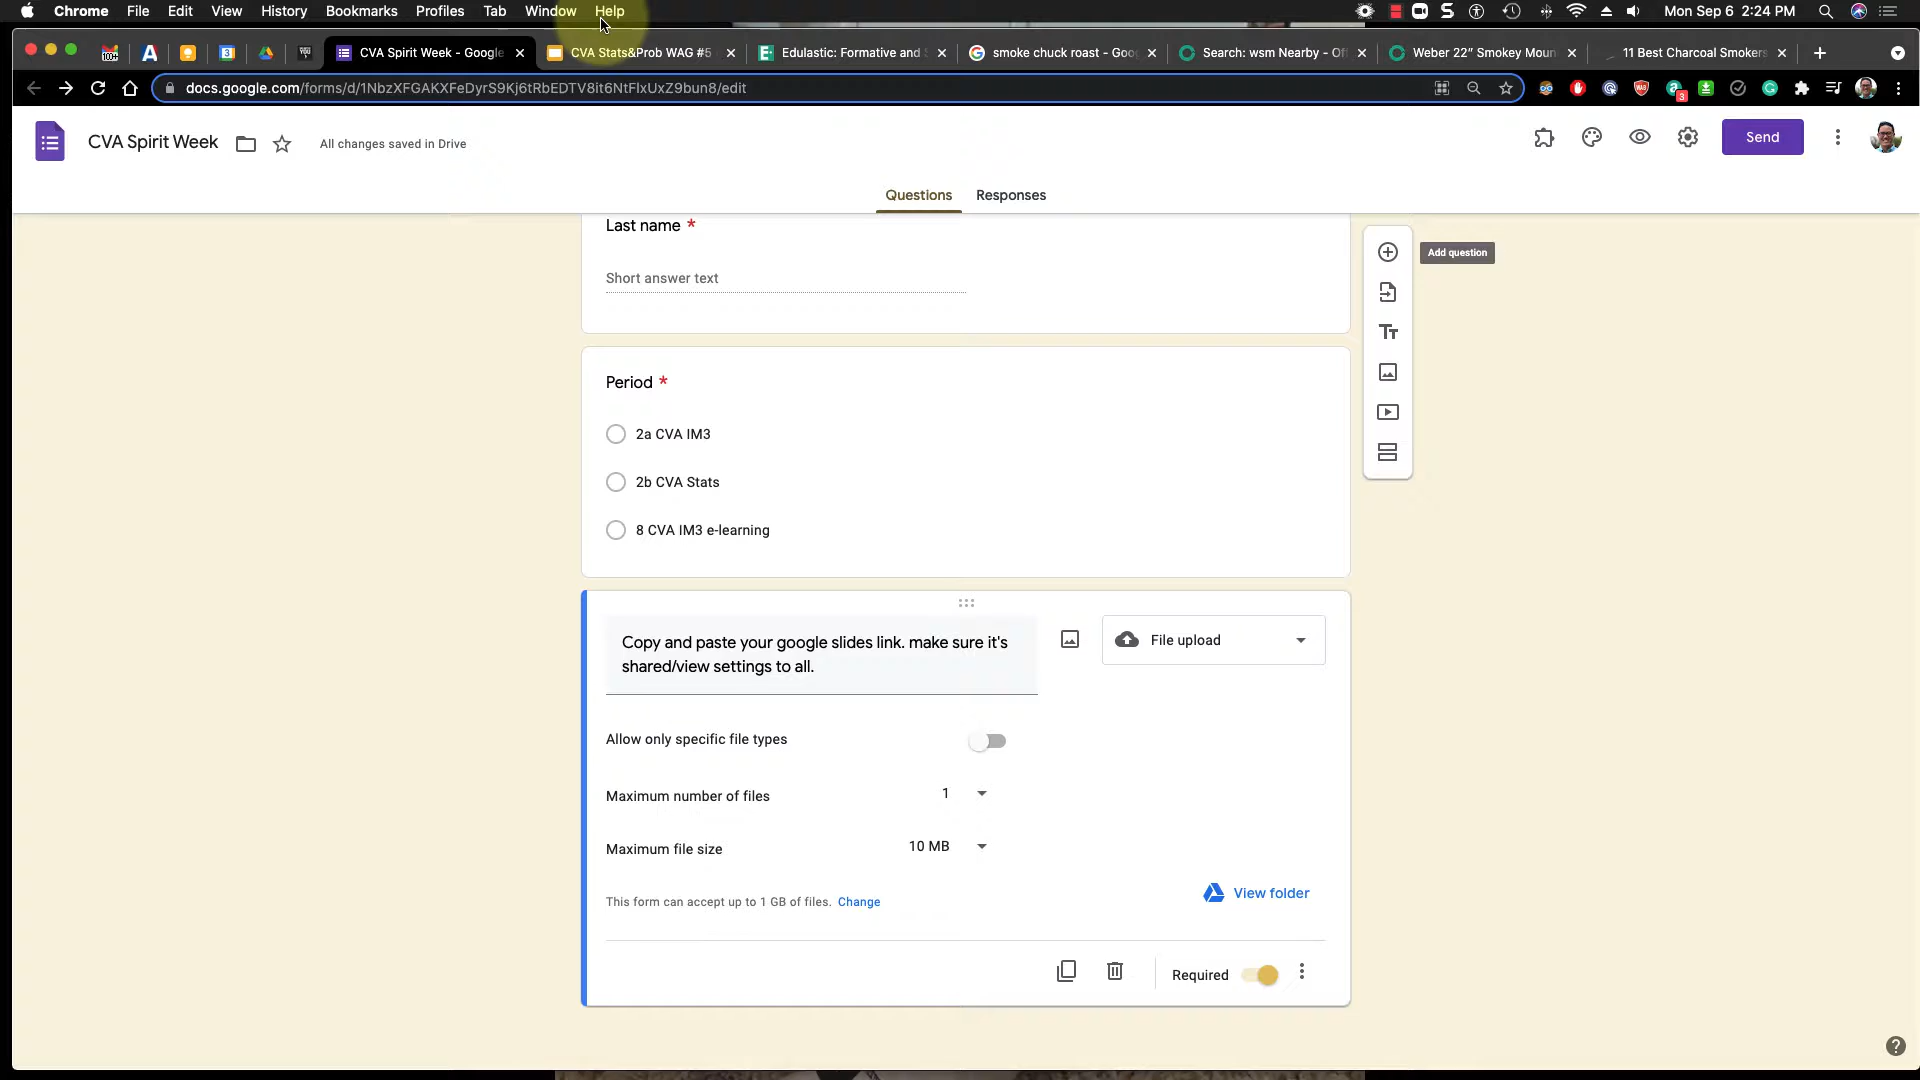 Chrome File Edit View History Bookmarks Profiles Tab Window Help Mon Sep 6 2:24 PM
CVA Spirit Week - Google CVA Stats&Prob WAG #5 Edulastic: Formative and S smoke chuck roast - Goo Search: wsm Nearby - Of Weber 22" Smokey Moun 11 Best Charcoal Smokers
docs.google.com/forms/d/1NbzXFGAKXFeDyrS9Kj6tRbEDTV8it6NtFIxUxZ9bun8/edit
CVA Spirit Week All changes saved in Drive Send
Questions Responses
Last name *
Add question
Short answer text
Period *
2a CVA IM3
2b CVA Stats
8 CVA IM3 e-learning
Copy and paste your google slides link. make sure it's
shared/view settings to all.
File upload
Allow only specific file types
Maximum number of files 1
Maximum file size 10 MB
View folder
This form can accept up to 1 GB of files. Change
Required